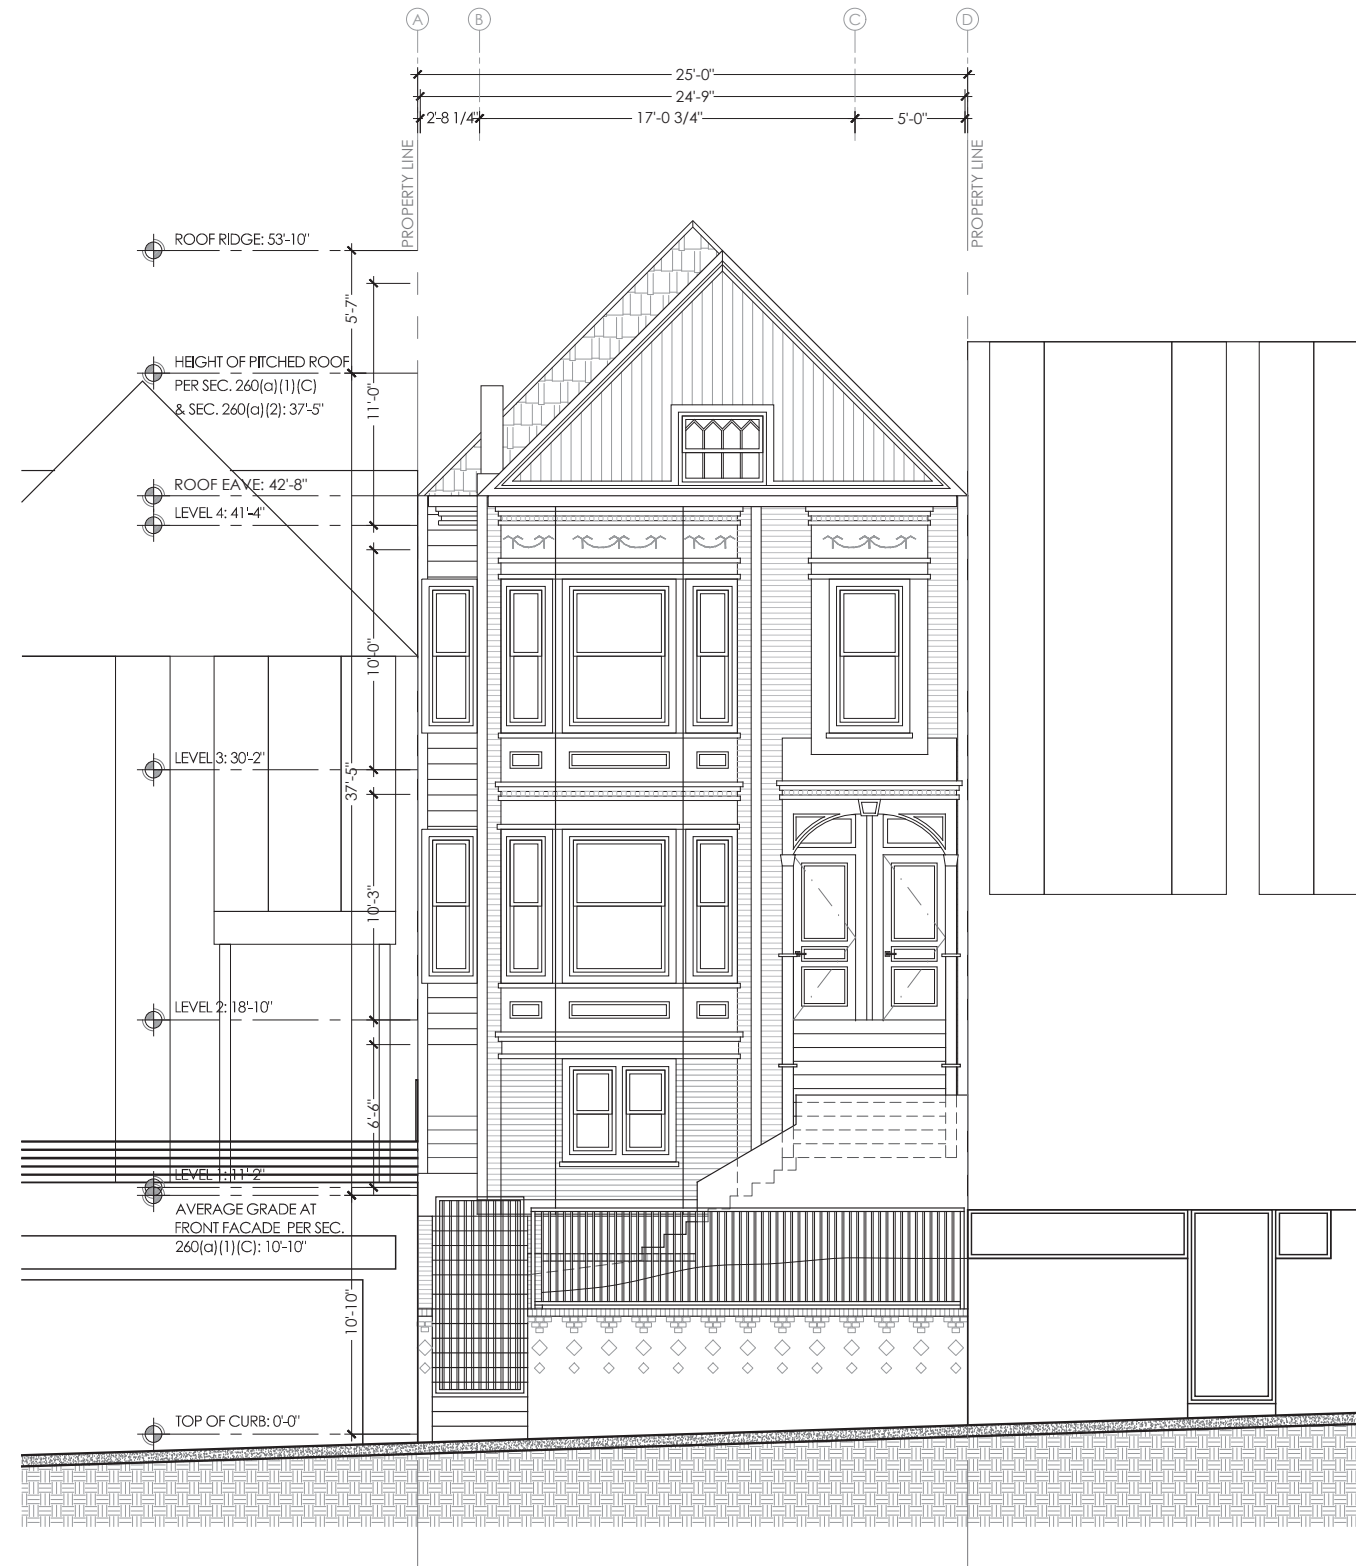 A B C D
25'-0"
24'-9"
2'-8 1/4" 17'-0 3/4" 5'-0"
PROPERTY LINE
PROPERTY LINE
ROOF RIDGE: 53'-10"
5'-7"
HEIGHT OF PITCHED ROOF
PER SEC. 260(a)(1)(C)
& SEC. 260(a)(2): 37'-5"
11'-0"
ROOF EAVE: 42'-8"
LEVEL 4: 41'-4"
10'-0"
LEVEL 3: 30'-2"
37'-5"
10'-3"
LEVEL 2: 18'-10"
6'-6"
LEVEL 1: 11'-2"
AVERAGE GRADE AT
FRONT FACADE PER SEC.
260(a)(1)(C): 10'-10"
10'-10"
TOP OF CURB: 0'-0"